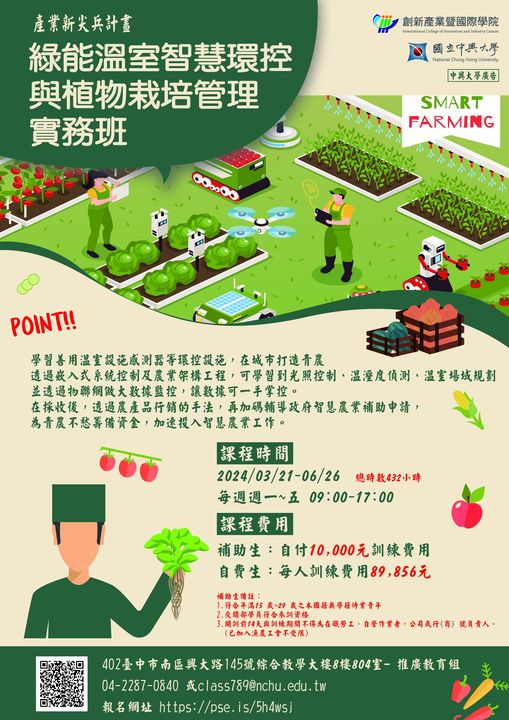 產業新尖兵計畫
綠能溫室智慧環控
與植物栽培管理
實務班
創新產業暨國際學院
International College of Innovation and Industry Liaison
國立中興大學
National Chung Hsing University
中興大學廣告
SMART
FARMING
POINT!!
學習善用溫室設施感測器等環控設施，在城市打造青農
透過嵌入式系統控制及農業架構工程，可學習到光照控制、溫溼度偵測、溫室場域規劃
並透過物聯網做大數據監控，讓數據可一手掌控。
在採收後，透過農產品行銷的手法，再加碼輔導政府智慧農業補助申請，
為青農不愁籌備資金，加速投入智慧農業工作。
課程時間
2024/03/21-06/26 總時數432小時
每週週一~五 09:00-17:00
課程費用
補助生：自付10,000元訓練費用
自費生：每人訓練費用89,856元
補助生備註：
1.符合年滿15 歲~29 歲之本國籍無學籍待業青年
2.夜間部學員符合參訓資格
3.開訓前14天與訓練期間不得為在職勞工、自營作業者、公司或行(商) 號負責人。
(已加入漁農工會不受限)
402臺中市南區興大路145號綜合教學大樓8樓804室- 推廣教育組
04-2287-0840 或class789@nchu.edu.tw
報名網址 https://pse.is/5h4wsj